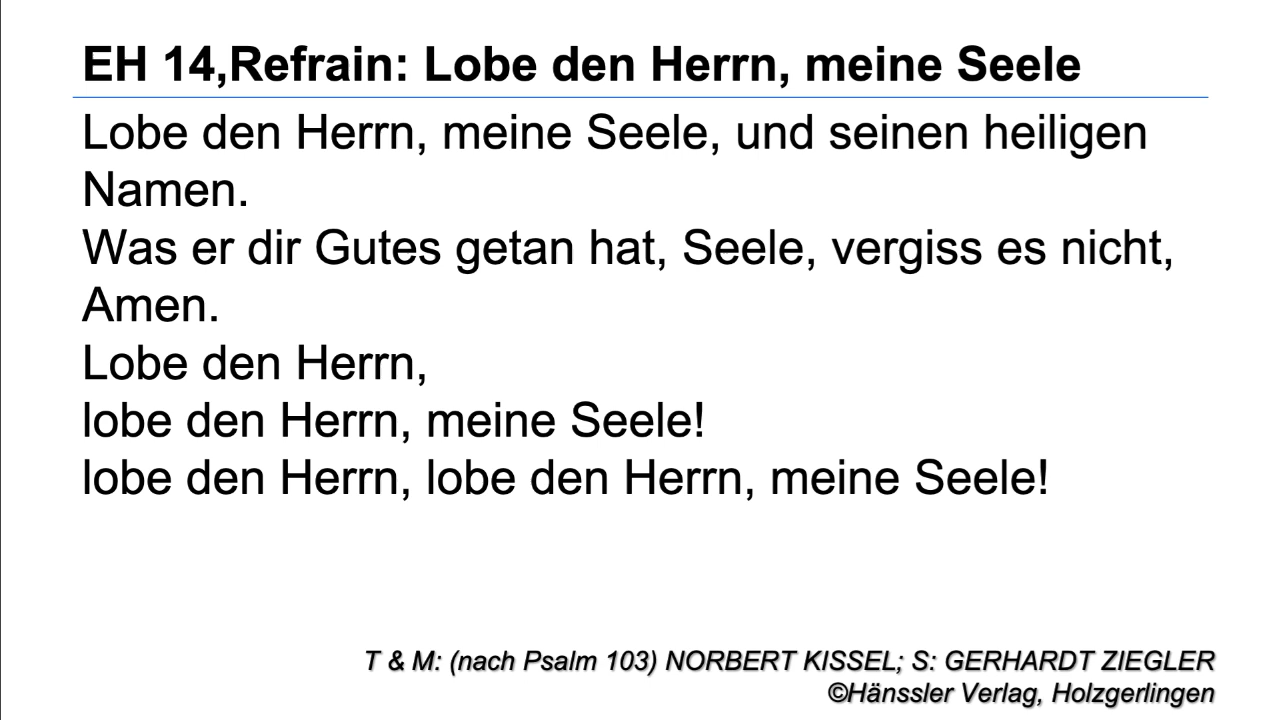 EH 14,Refrain: Lobe den Herrn, meine Seele
Lobe den Herrn, meine Seele, und seinen heiligen
Namen.
Was er dir Gutes getan hat, Seele, vergiss es nicht,
Amen.
Lobe den Herrn,
lobe den Herrn, meine Seele!
lobe den Herrn, lobe den Herrn, meine Seele!
T & M: (nach Psalm 103) NORBERT KISSEL; S: GERHARDT ZIEGLER
©Hänssler Verlag, Holzgerlingen